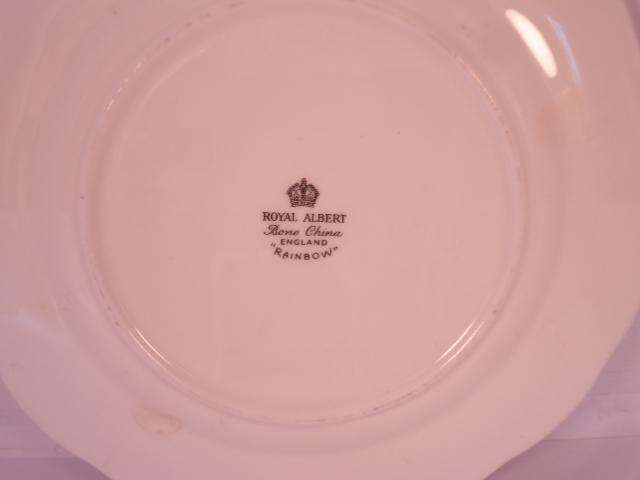 ROYAL ALBERT
Bone China
ENGLAND
"RAINBOW"